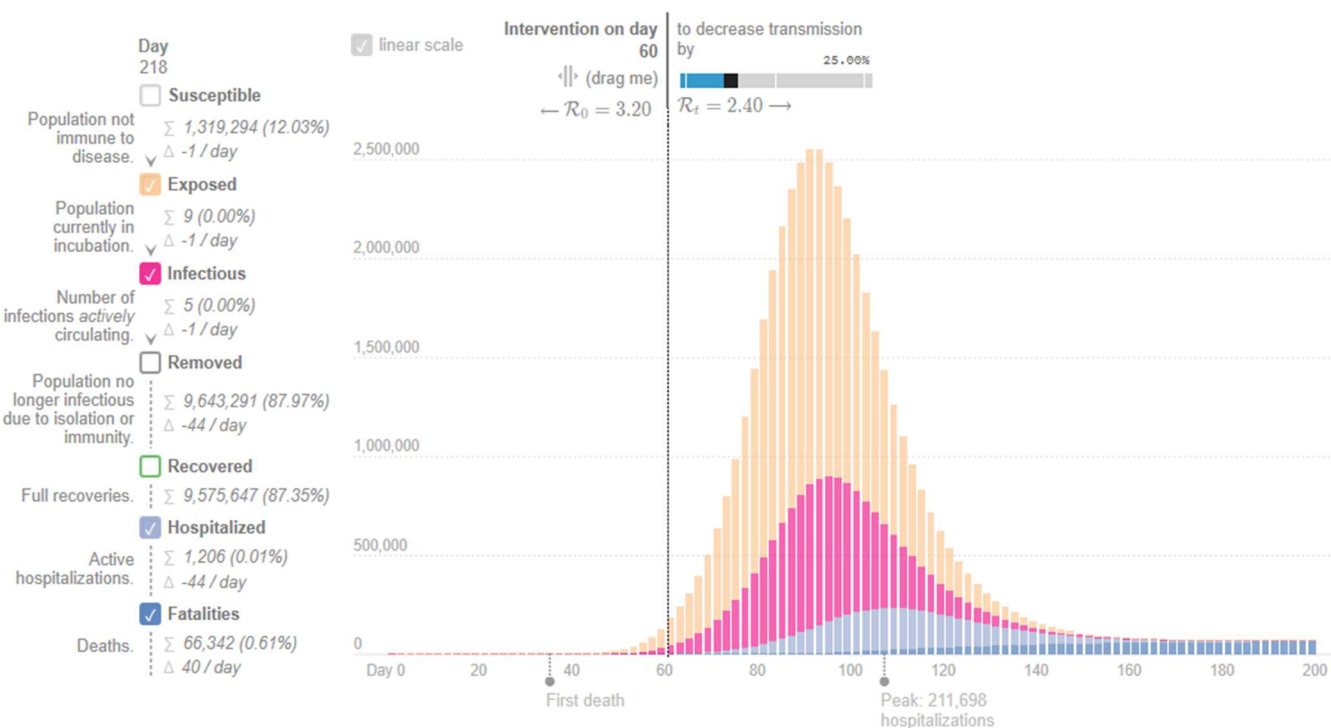 Day
218
Susceptible
Population not
immune to
disease.
∑ 1,319,294 (12.03%)
Δ -1 / day
Exposed
Population
currently in
incubation.
∑ 9 (0.00%)
Δ -1 / day
Infectious
Number of
infections actively
circulating.
∑ 5 (0.00%)
Δ -1 / day
Removed
Population no
longer infectious
due to isolation or
immunity.
∑ 9,643,291 (87.97%)
Δ -44 / day
Recovered
Full recoveries.
∑ 9,575,647 (87.35%)
Hospitalized
Active
hospitalizations.
∑ 1,206 (0.01%)
Δ -44 / day
Fatalities
Deaths.
∑ 66,342 (0.61%)
Δ 40 / day
linear scale
Intervention on day
60
(drag me)
← R₀ = 3.20
to decrease transmission
by
25.00%
Rₜ = 2.40 →
2,500,000
2,000,000
1,500,000
1,000,000
500,000
0
Day 0 20 40 60 80 100 120 140 160 180 200
First death
Peak: 211,698
hospitalizations